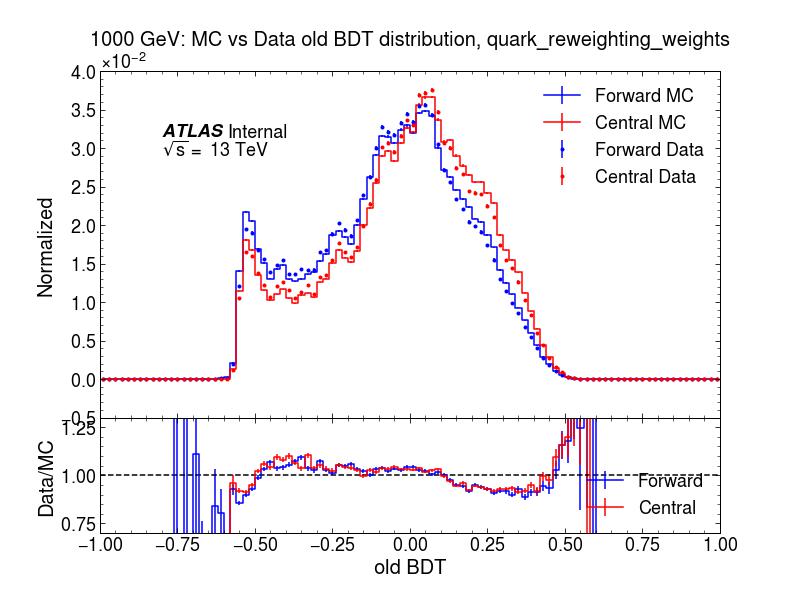 1000 GeV: MC vs Data old BDT distribution, quark_reweighting_weights
×10⁻²
4.0
3.5
3.0
2.5
2.0
1.5
1.0
0.5
0.0
−0.5
Normalized
ATLAS Internal
√s = 13 TeV
Forward MC
Central MC
Forward Data
Central Data
1.25
1.00
0.75
Data/MC
Forward
Central
−1.00 −0.75 −0.50 −0.25 0.00 0.25 0.50 0.75 1.00
old BDT